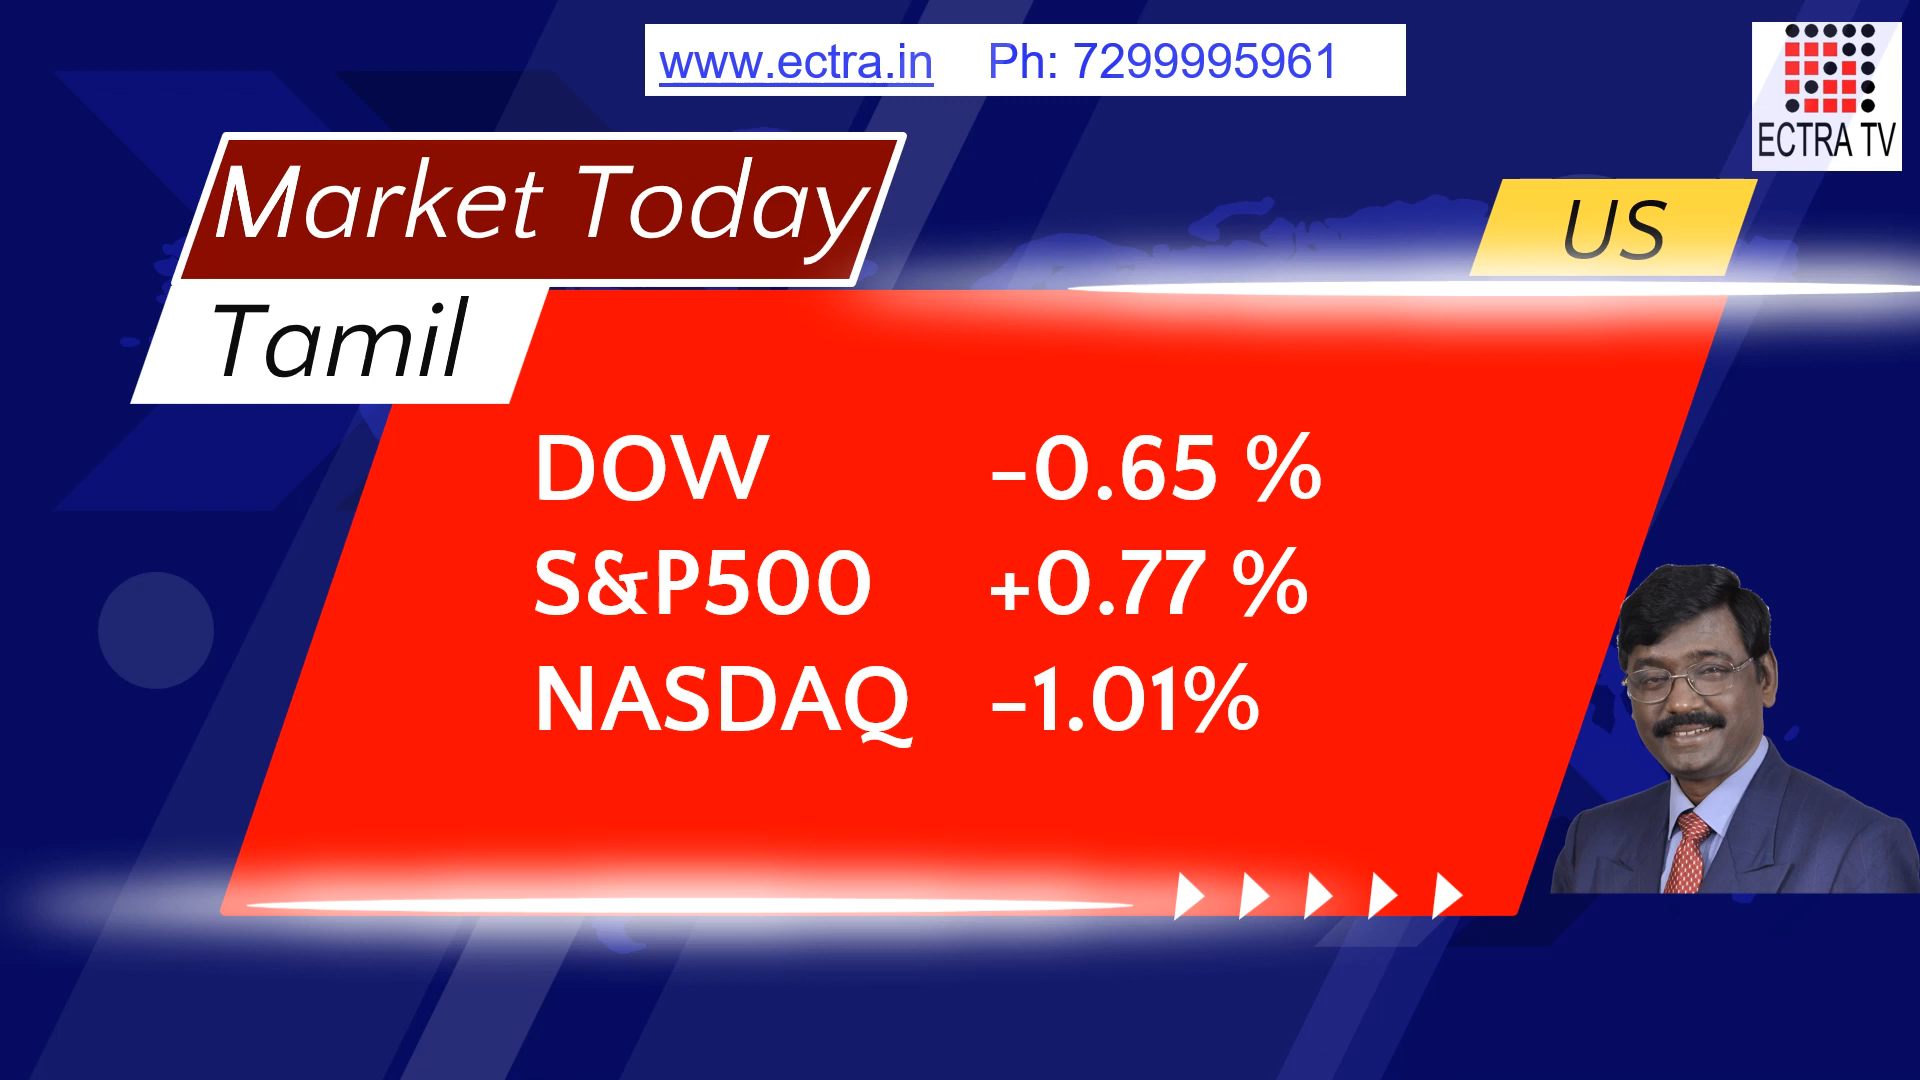 www.ectra.in Ph: 7299995961
ECTRA TV
Market Today
US
Tamil
DOW -0.65 %
S&P500 +0.77 %
NASDAQ -1.01%